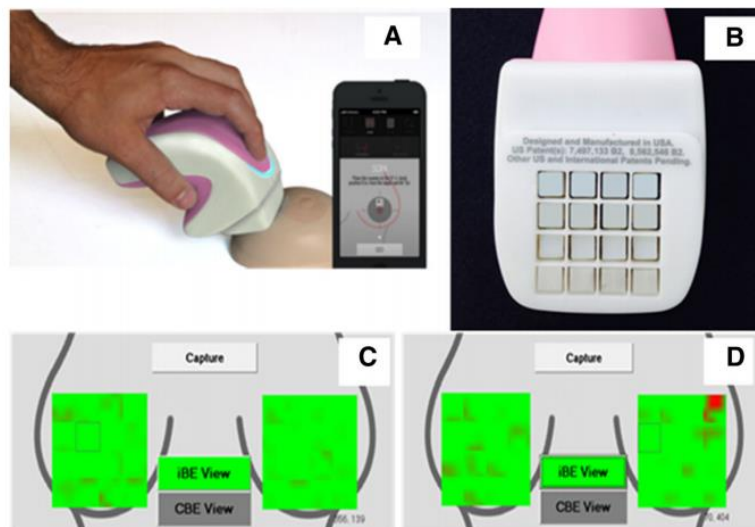 A
B
Designed and Manufactured in USA.
US Patent(s): 7,497,133 B2, 8,562,546 B2.
Other US and International Patents Pending.
C
Capture
iBE View
CBE View
D
Capture
iBE View
CBE View